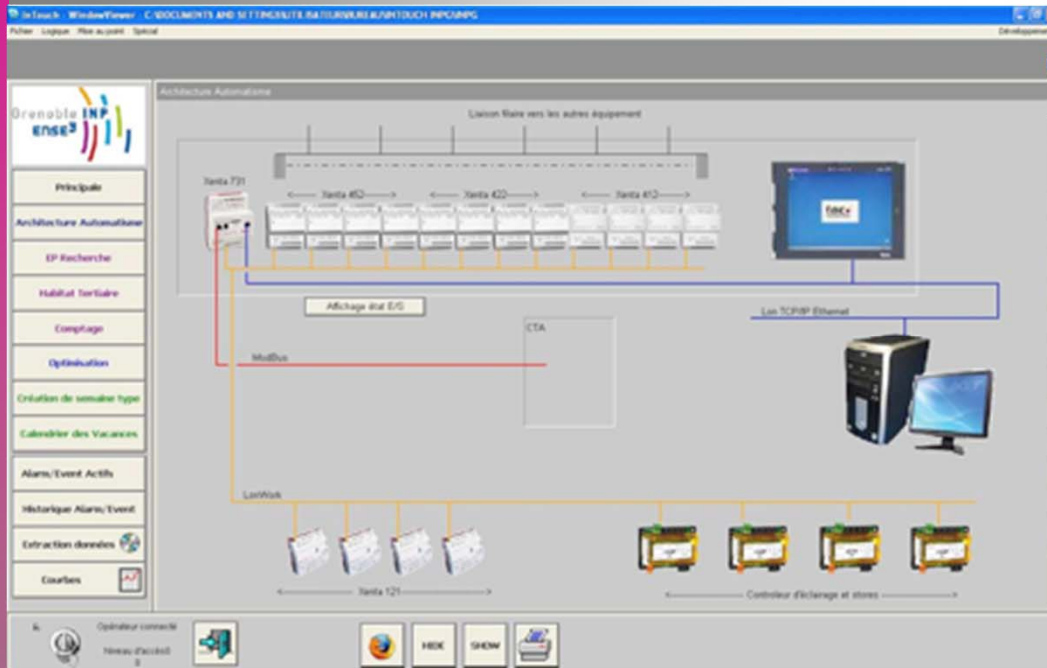 InTouch - WindowViewer - C:\DOCUMENTS AND SETTINGS\UTILISATEUR\BUREAU\INTOUCH INPG\INPG
Fichier Logique Mise au point Spécial
Développement
Grenoble INP
ENSE3
Architecture Automatisme
Liaison filaire vers les autres équipement
Xenta 731
Xenta 452
Xenta 422
Xenta 412
Principale
Architecture Automatisme
EP Recherche
Habitat Tertiaire
Comptage
Optimisation
Création de semaine type
Calendrier des Vacances
Alarm/Event Actifs
Historique Alarm/Event
Extraction données
Courbes
Affichage état E/S
CTA
Lon TCP/IP Ethernet
ModBus
LonWork
Xenta 121
Controleur d'éclairage et stores
Opérateur connecté
Niveau d'accés
0
HIDE
SHOW